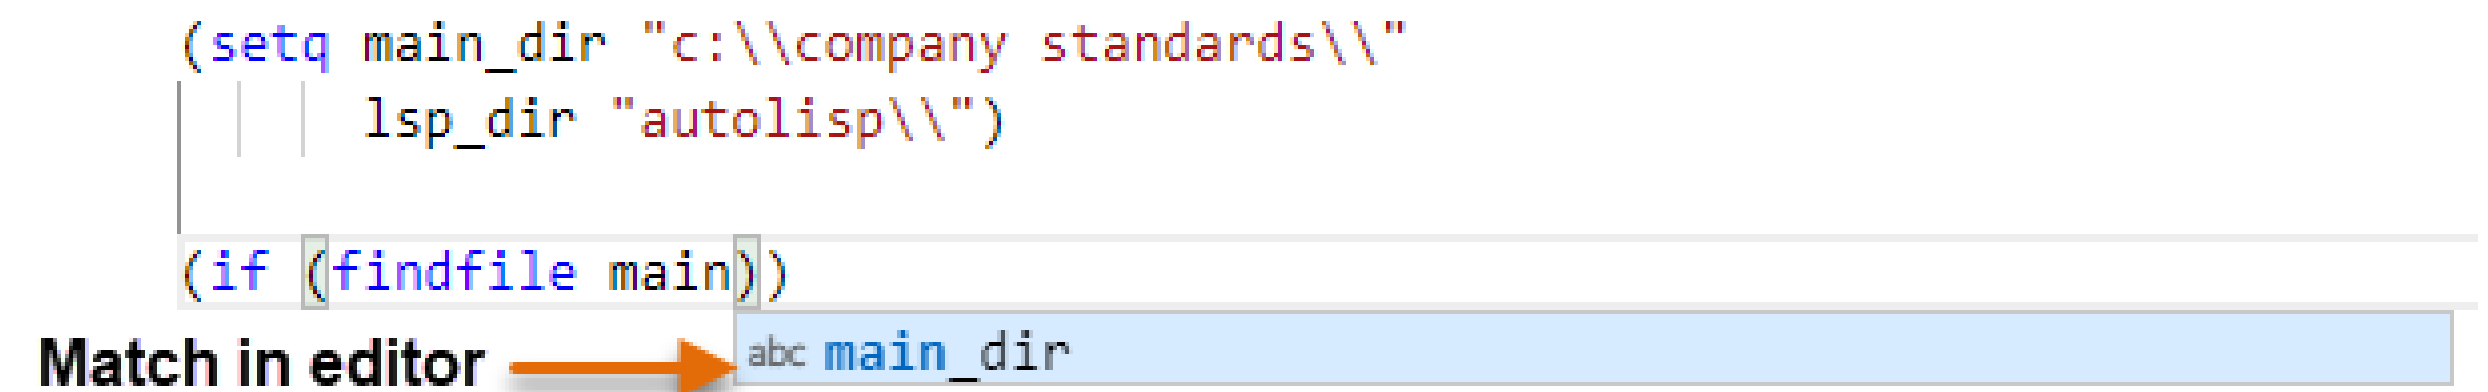 (setq main_dir "c:\\company standards\\"
lsp_dir "autolisp\\")
(if (findfile main))
Match in editor abc main_dir